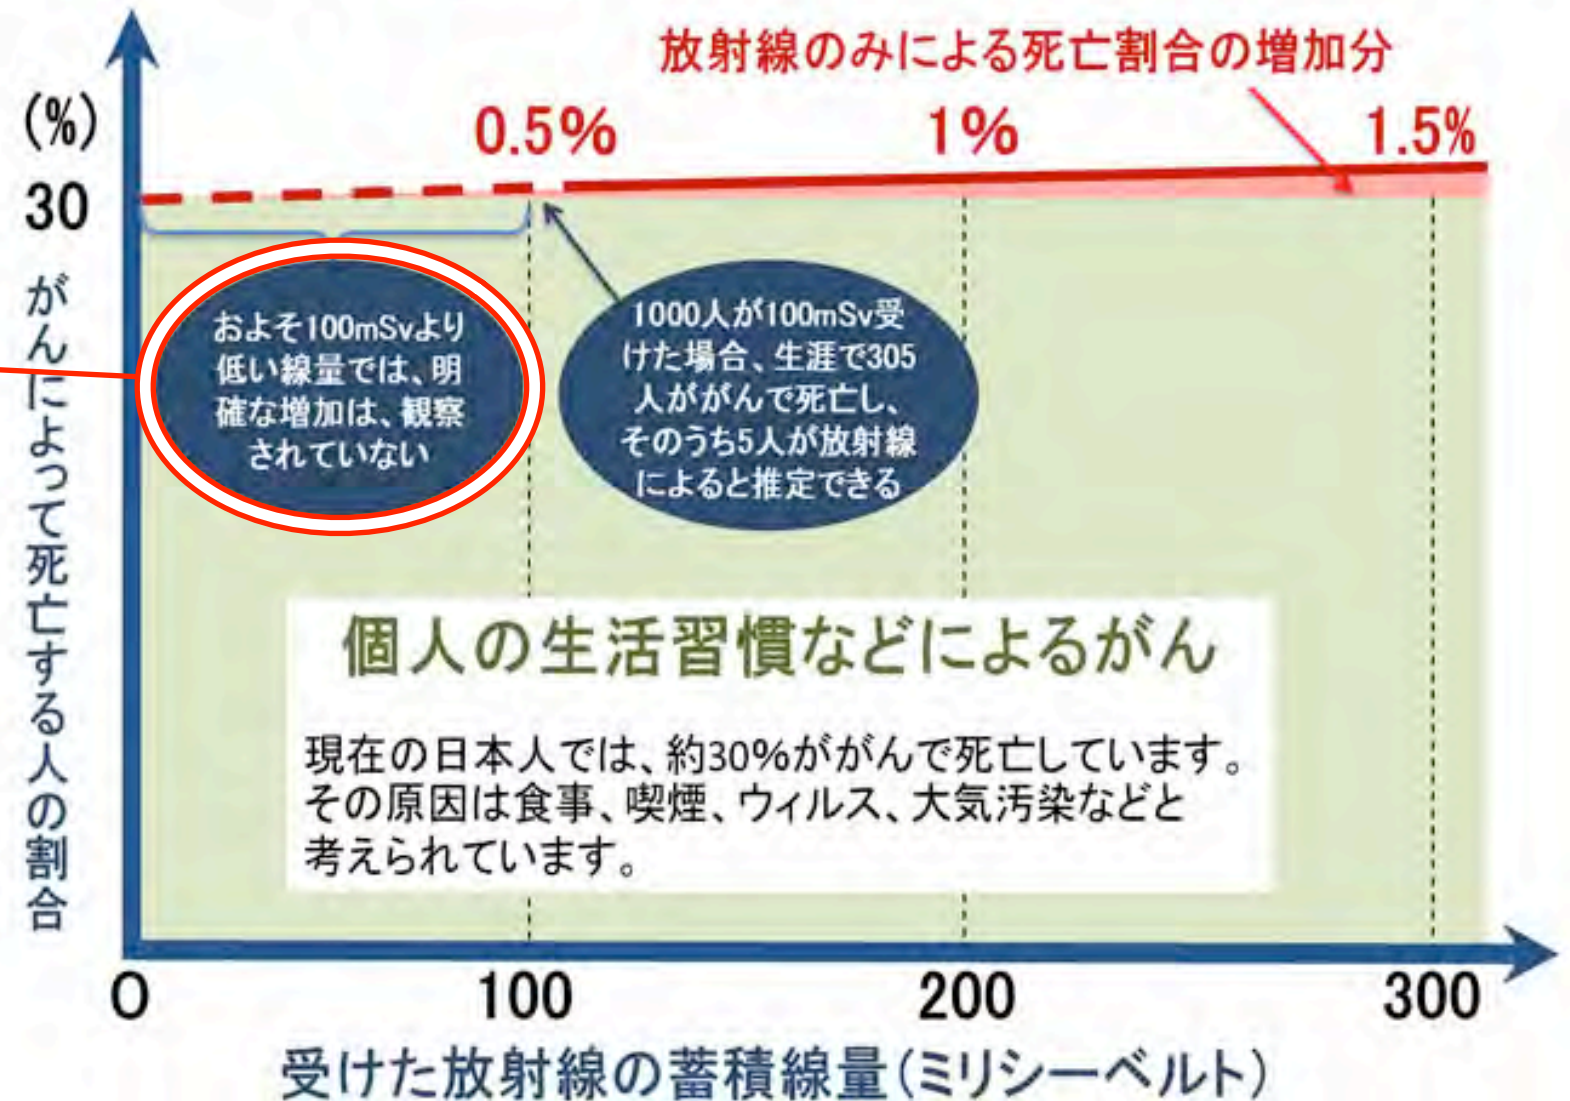 放射線のみによる死亡割合の増加分
(%)
0.5%
1%
1.5%
30
がんによって死亡する人の割合
およそ100mSvより
低い線量では、明
確な増加は、観察
されていない
1000人が100mSv受
けた場合、生涯で305
人ががんで死亡し、
そのうち5人が放射線
によると推定できる
個人の生活習慣などによるがん
現在の日本人では、約30%ががんで死亡しています。
その原因は食事、喫煙、ウィルス、大気汚染などと
考えられています。
0
100
200
300
受けた放射線の蓄積線量(ミリシーベルト)